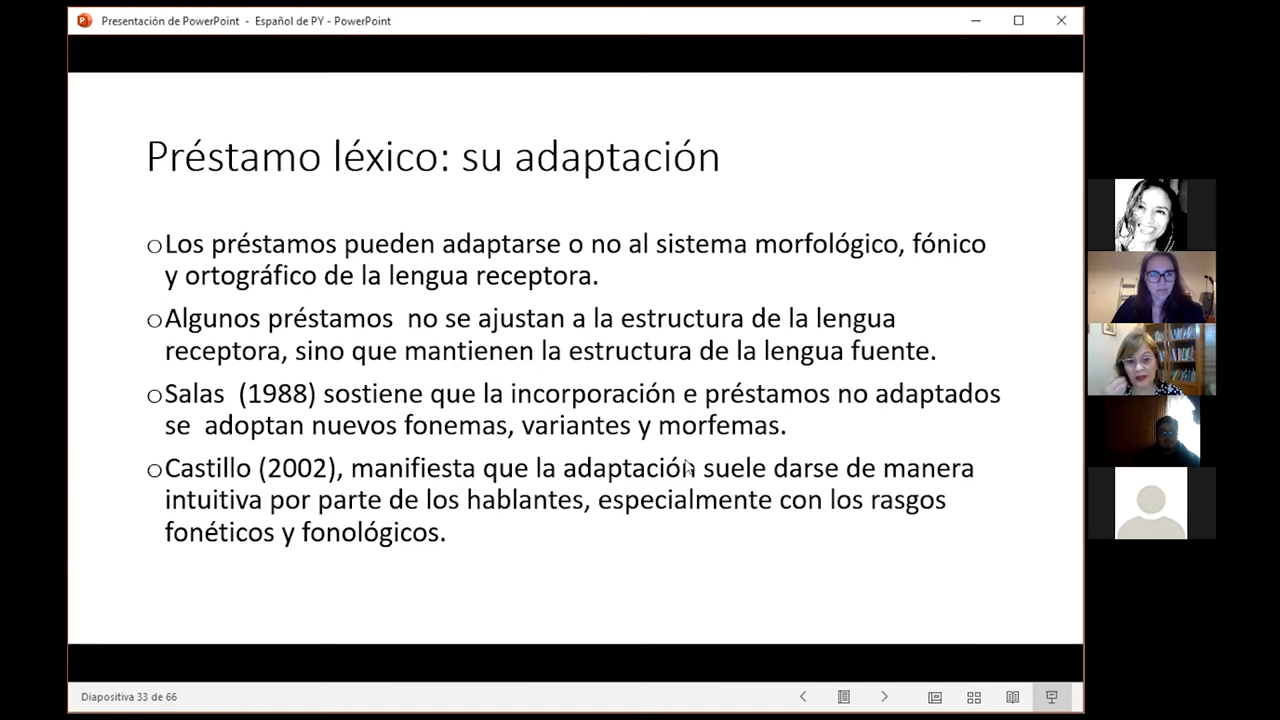 Presentación de PowerPoint - Español de PY - PowerPoint
Préstamo léxico: su adaptación
Los préstamos pueden adaptarse o no al sistema morfológico, fónico
y ortográfico de la lengua receptora.
Algunos préstamos no se ajustan a la estructura de la lengua
receptora, sino que mantienen la estructura de la lengua fuente.
Salas (1988) sostiene que la incorporación e préstamos no adaptados
se adoptan nuevos fonemas, variantes y morfemas.
Castillo (2002), manifiesta que la adaptación suele darse de manera
intuitiva por parte de los hablantes, especialmente con los rasgos
fonéticos y fonológicos.
Diapositiva 33 de 66